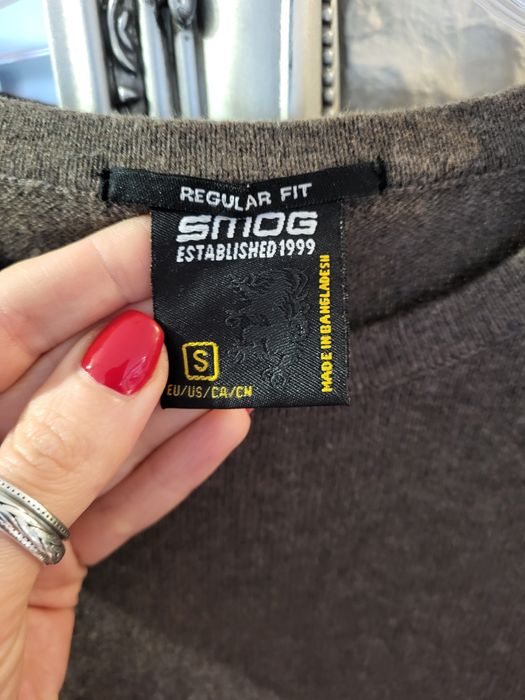 REGULAR FIT
SMOG
ESTABLISHED 1999
MADE IN BANGLADESH
S
EU/US/CA/CN